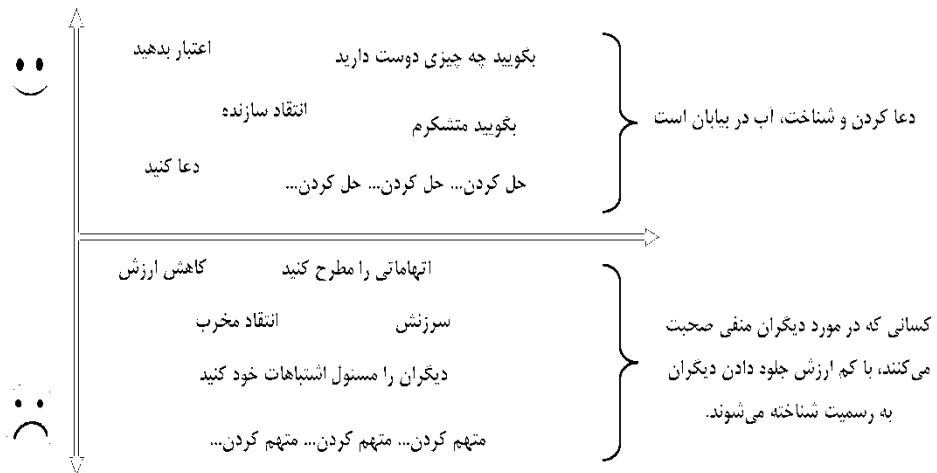 اعتبار بدهید
بگویید چه چیزی دوست دارید
انتقاد سازنده
بگویید متشکرم
دعا کنید
حل کردن... حل کردن... حل کردن...
دعا کردن و شناخت، آب در بیابان است
کاهش ارزش
اتهاماتی را مطرح کنید
انتقاد مخرب
سرزنش
دیگران را مسئول اشتباهات خود کنید
متهم کردن... متهم کردن... متهم کردن...
کسانی که در مورد دیگران منفی صحبت
می‌کنند، با کم ارزش جلوه دادن دیگران
به رسمیت شناخته می‌شوند.